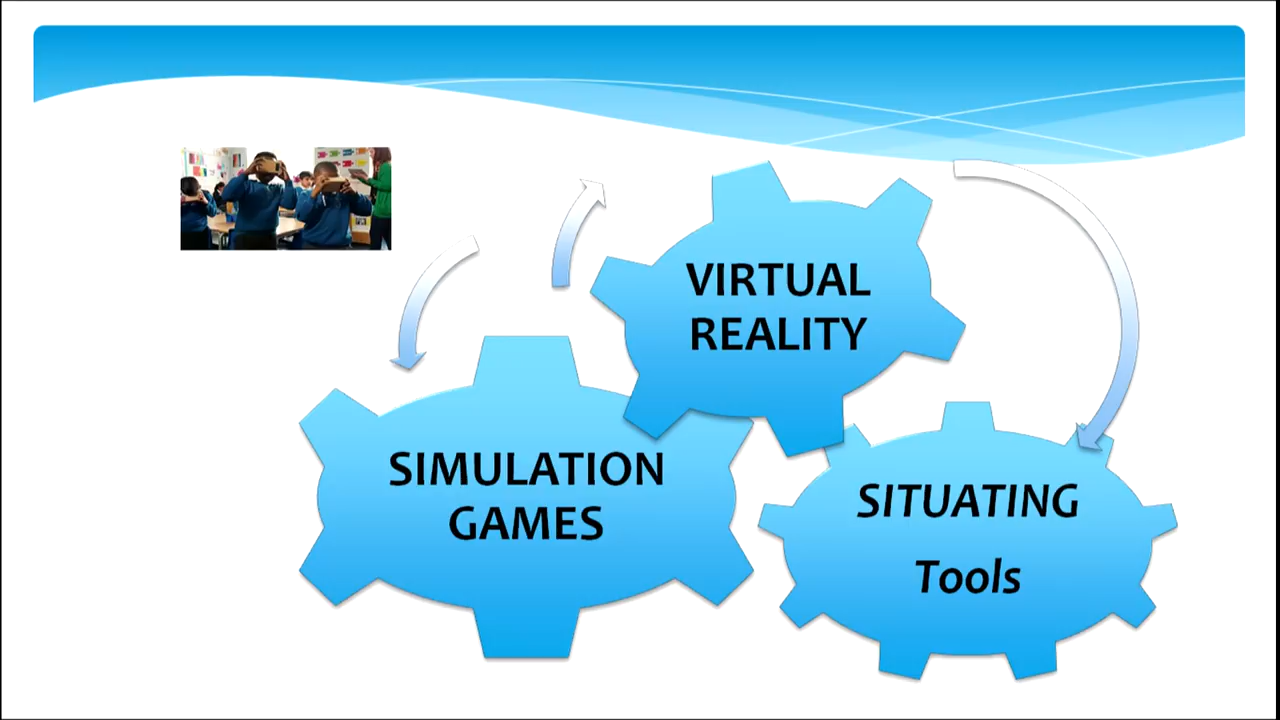 VIRTUAL
REALITY
SIMULATION
GAMES
SITUATING
Tools